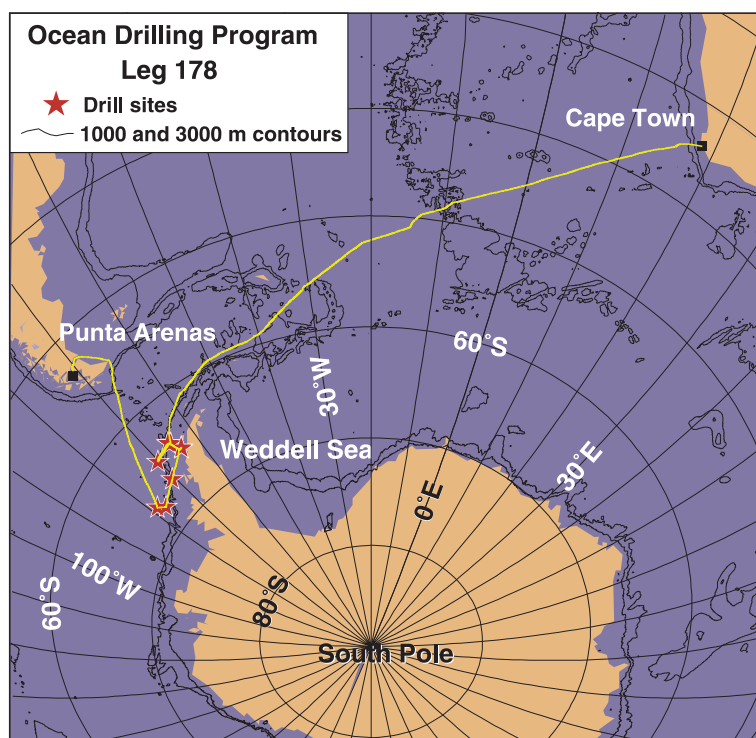 Ocean Drilling Program
Leg 178
Drill sites
1000 and 3000 m contours
Cape Town
Punta Arenas
60°S
30°W
Weddell Sea
30°E
0°E
100°W
60°S
80°S
South Pole